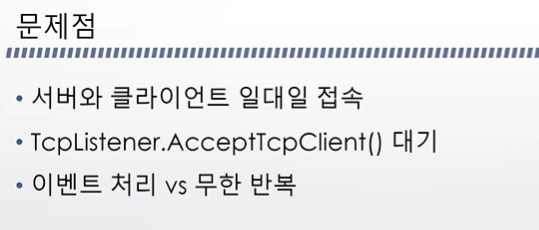 문제점
• 서버와 클라이언트 일대일 접속
• TcpListener.AcceptTcpClient() 대기
• 이벤트 처리 vs 무한 반복